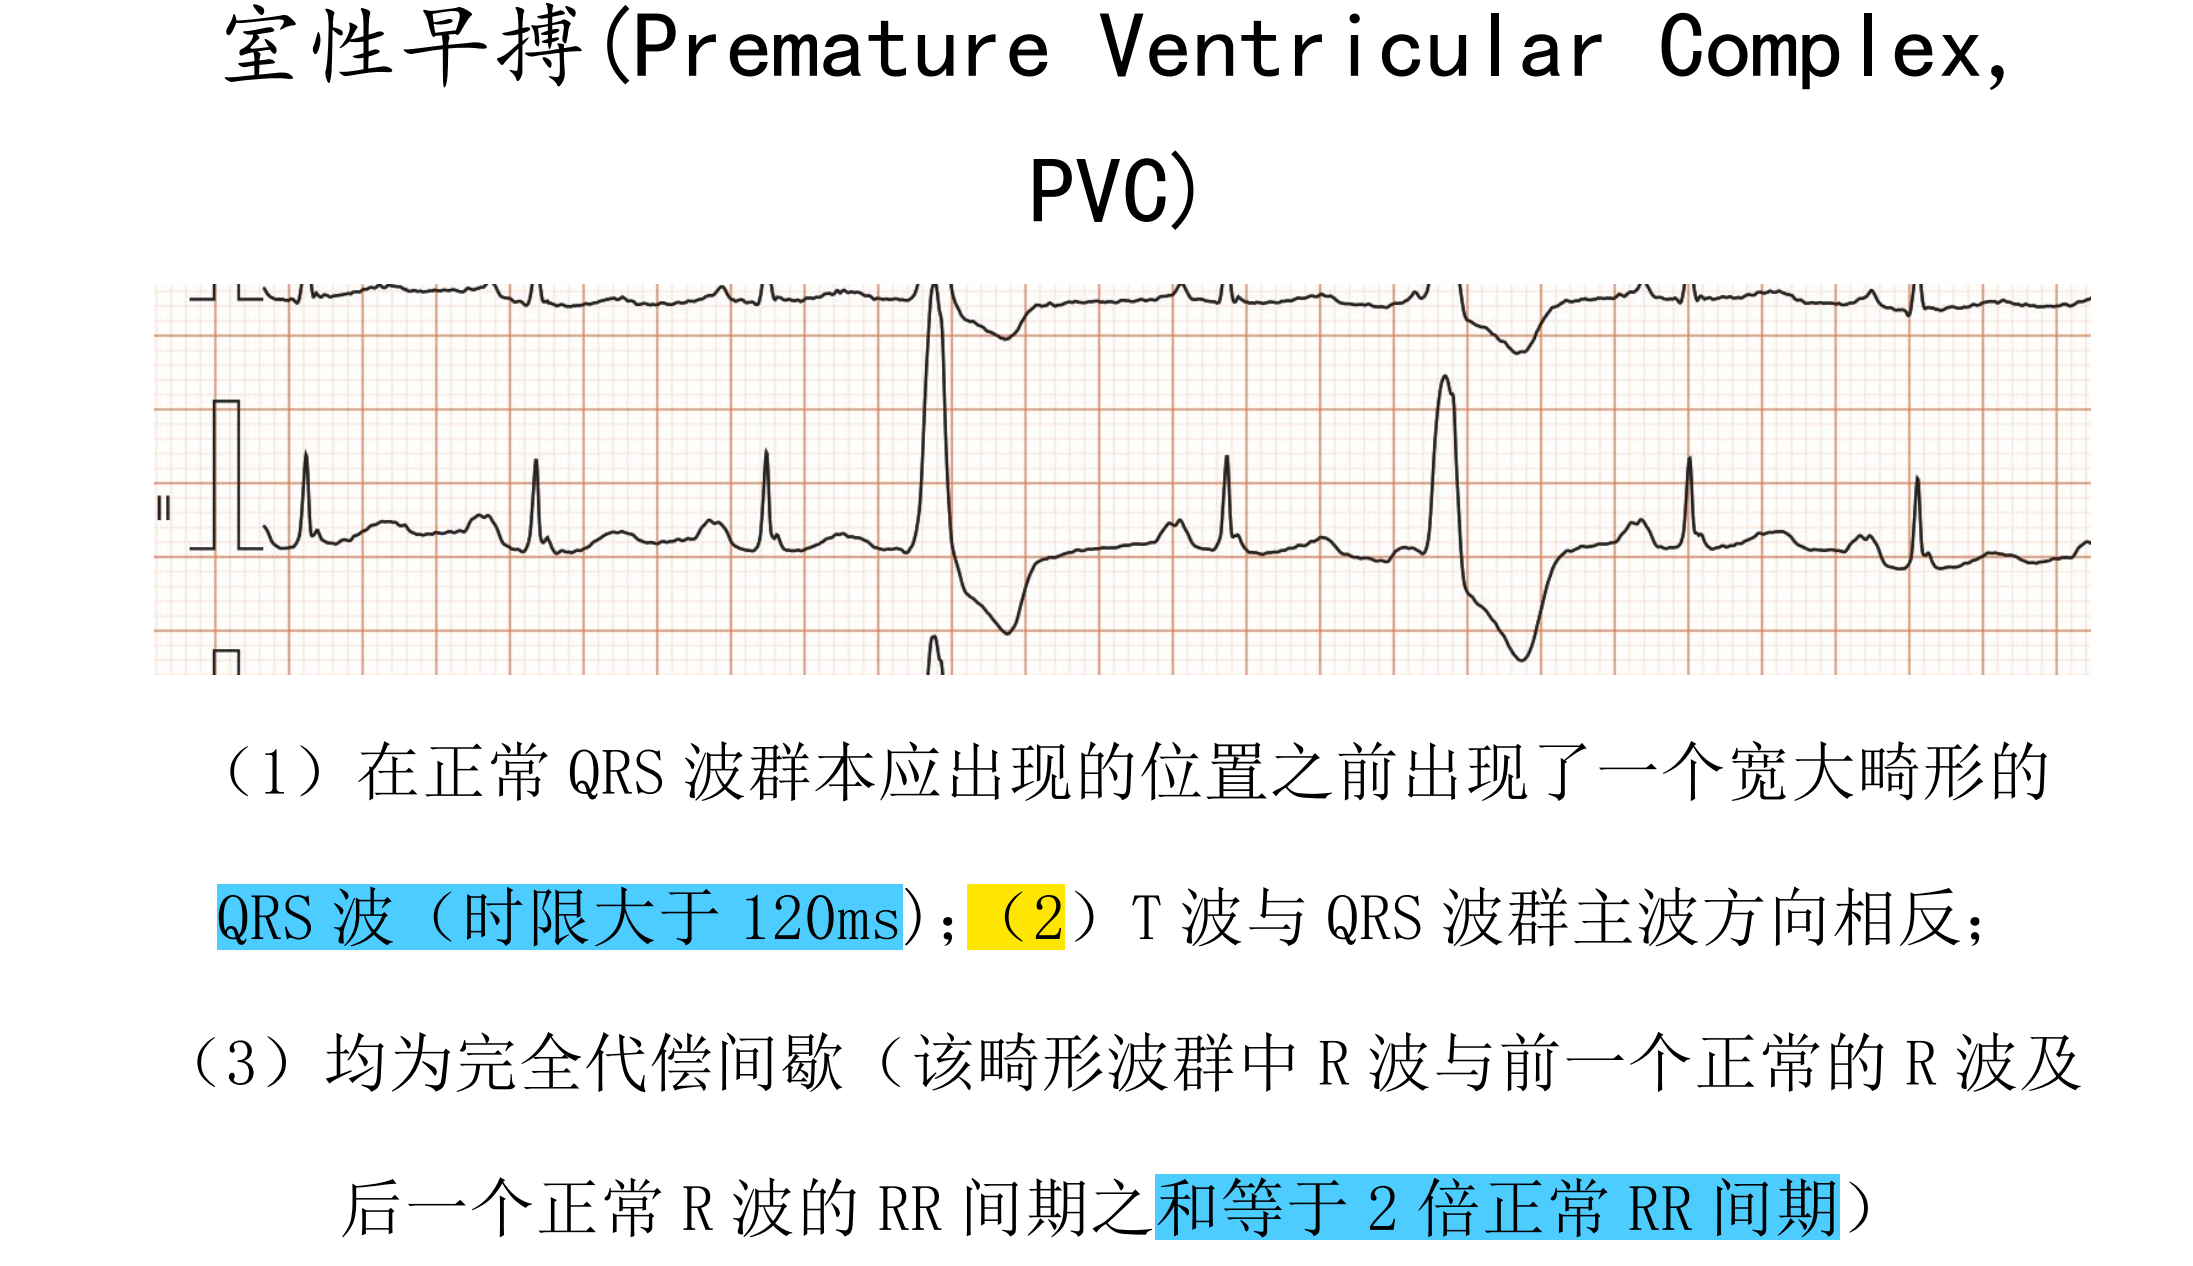 室性早搏(Premature Ventricular Complex,
PVC)
II
（1）在正常 QRS 波群本应出现的位置之前出现了一个宽大畸形的
QRS 波（时限大于 120ms)；（2）T 波与 QRS 波群主波方向相反；
（3）均为完全代偿间歇（该畸形波群中 R 波与前一个正常的 R 波及
后一个正常 R 波的 RR 间期之和等于 2 倍正常 RR 间期）